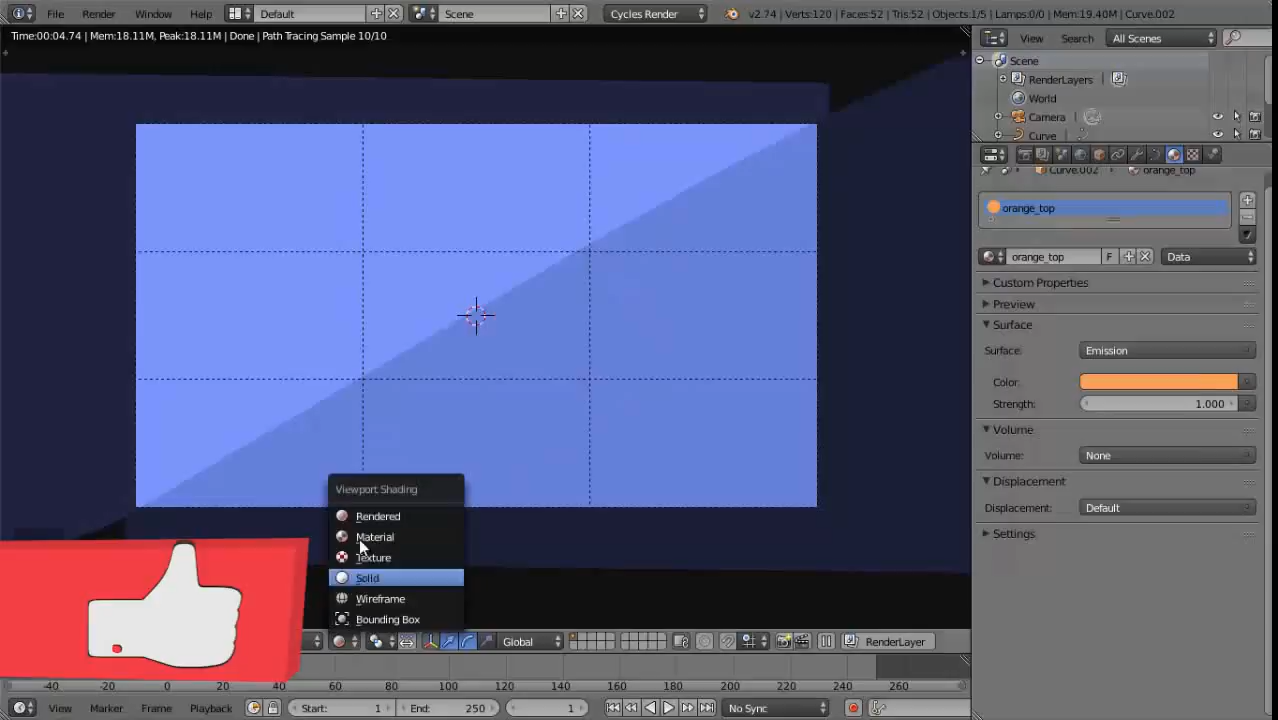 File Render Window Help Default Scene Cycles Render v2.74 | Verts:120 | Faces:52 | Tris:52 | Objects:1/5 | Lamps:0/0 | Mem:19.40M | Curve.002
Time:00:04.74 | Mem:18.11M, Peak:18.11M | Done | Path Tracing Sample 10/10
View Search All Scenes
Scene
RenderLayers
World
Camera
Curve
Curve.002 orange_top
orange_top
orange_top F Data
Custom Properties
Preview
Surface
Surface: Emission
Color:
Strength: 1.000
Volume
Volume: None
Displacement
Displacement: Default
Settings
Viewport Shading
Rendered
Material
Texture
Solid
Wireframe
Bounding Box
Global RenderLayer
-40 -20 0 20 40 60 80 100 120 140 160 180 200 220 240 260
View Marker Frame Playback Start: 1 End: 250 1 No Sync